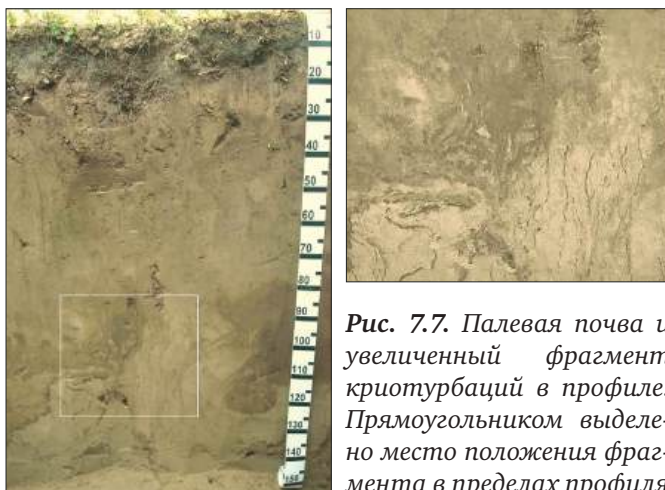 10
20
30
40
50
60
70
80
90
100
110
120
130
140
150
Рис. 7.7. Палевая почва и
увеличенный фрагмент
криотурбаций в профиле.
Прямоугольником выделе-
но место положения фраг-
мента в пределах профиля